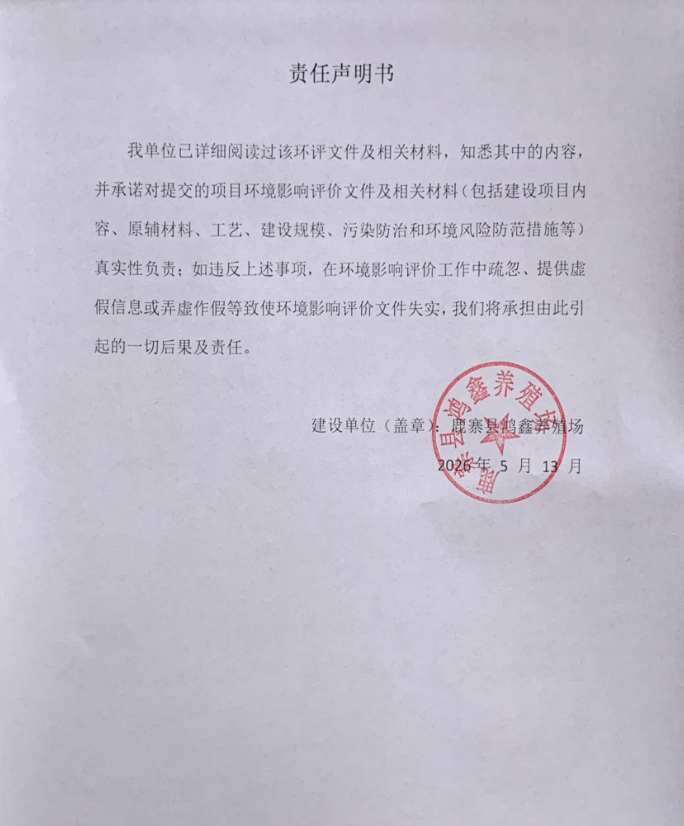 责任声明书
我单位已详细阅读过该环评文件及相关材料，知悉其中的内容，
并承诺对提交的项目环境影响评价文件及相关材料（包括建设项目内
容、原辅材料、工艺、建设规模、污染防治和环境风险防范措施等）
真实性负责；如违反上述事项，在环境影响评价工作中疏忽、提供虚
假信息或弄虚作假等致使环境影响评价文件失实，我们将承担由此引
起的一切后果及责任。
建设单位（盖章）：鹿寨县鸿鑫养殖场
2026 年 5 月 13 月
鹿寨县鸿鑫养殖场